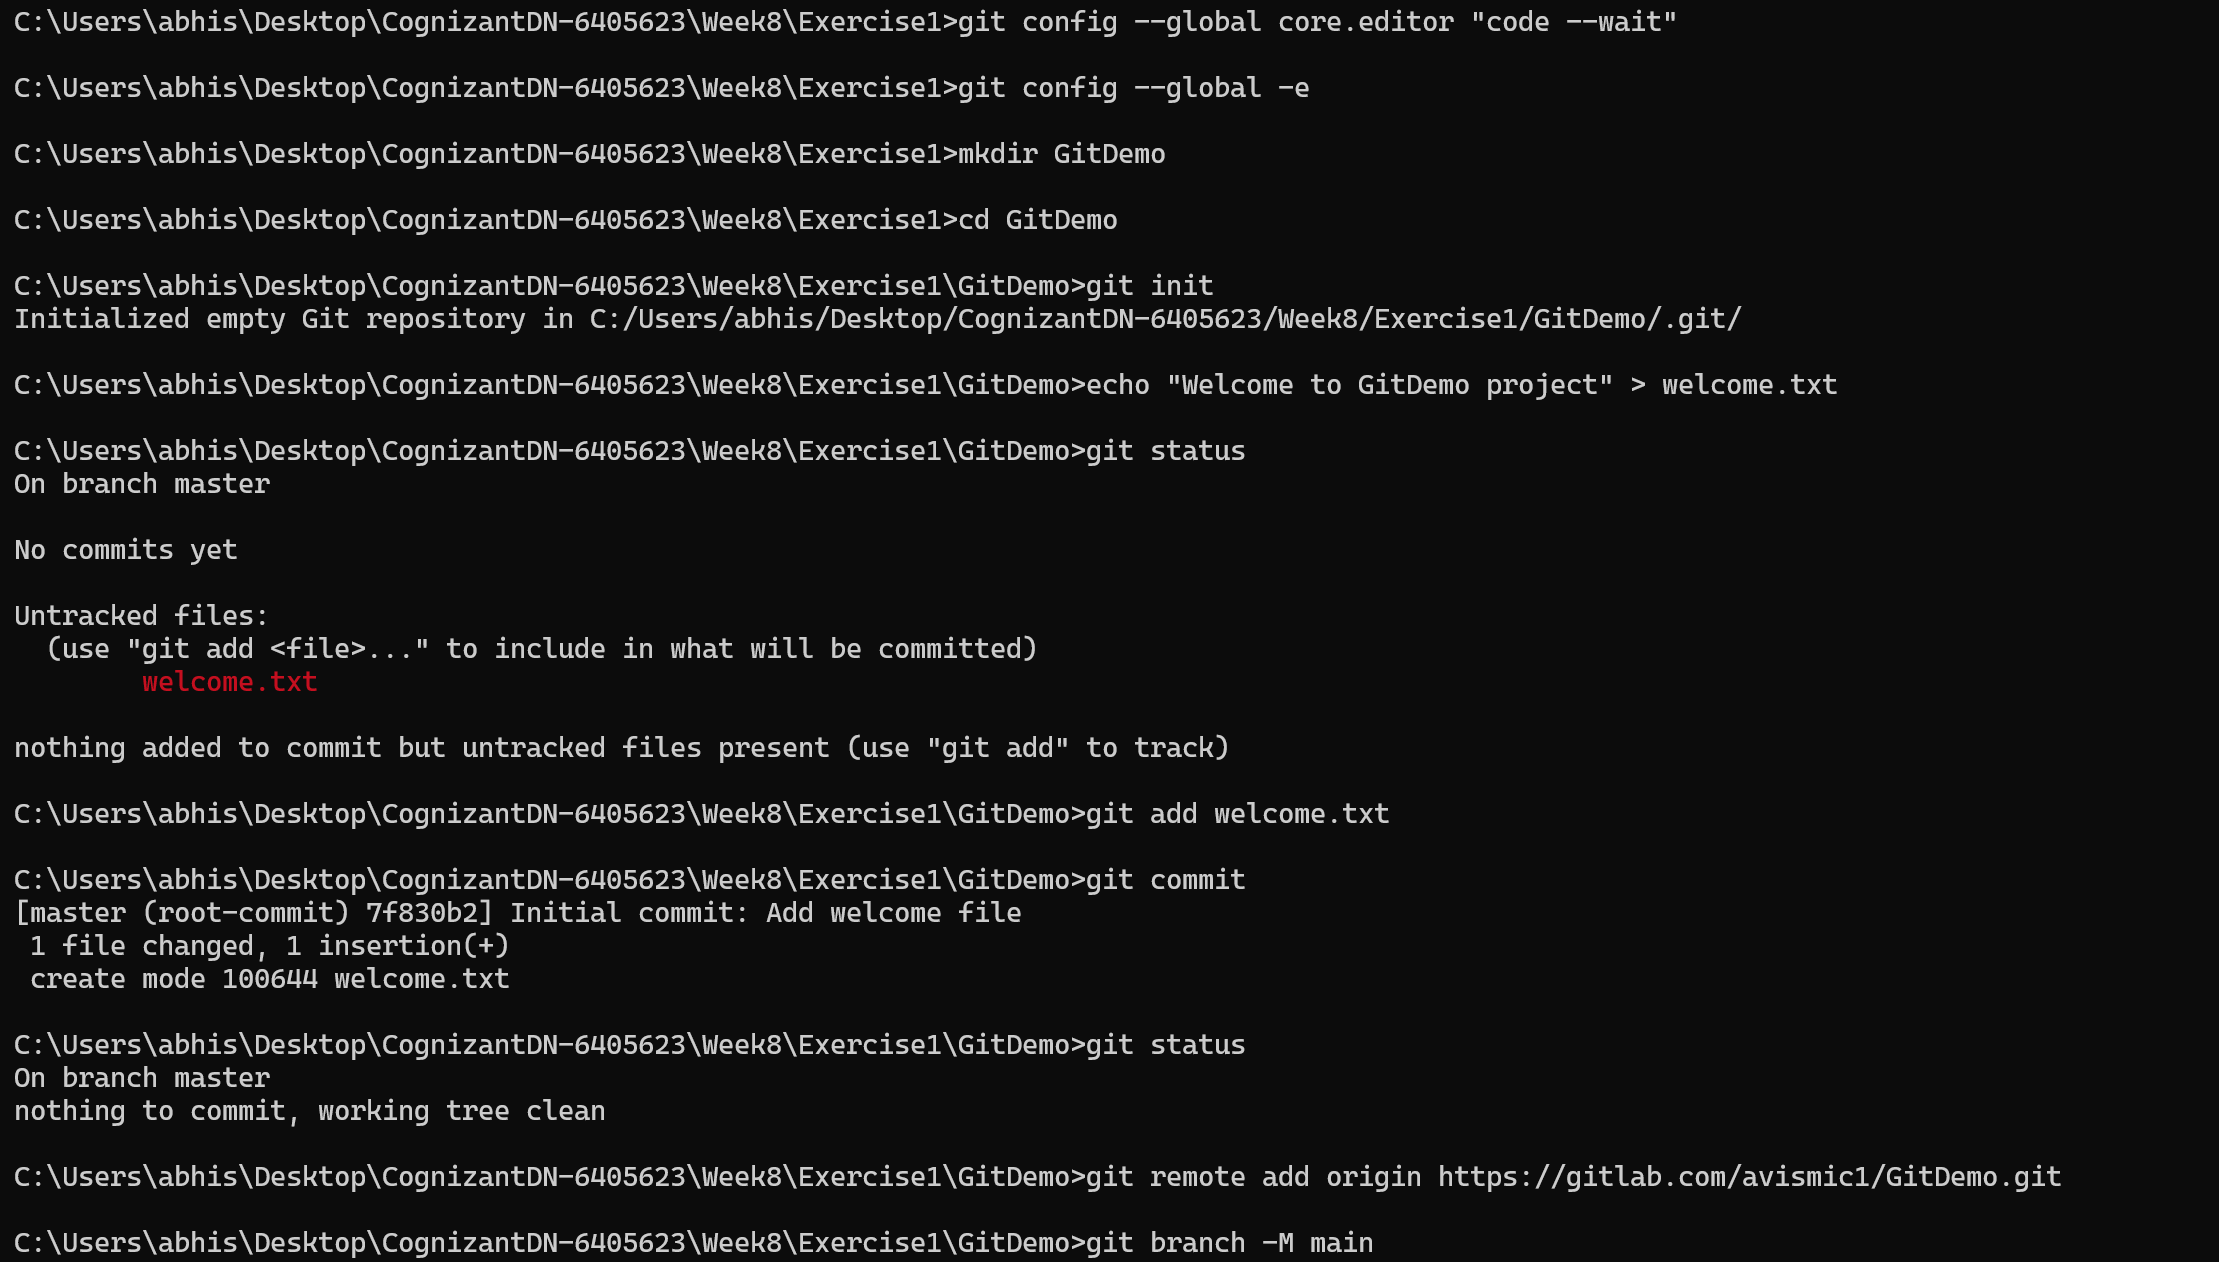 C:\Users\abhis\Desktop\CognizantDN-6405623\Week8\Exercise1>git config --global core.editor "code --wait"
C:\Users\abhis\Desktop\CognizantDN-6405623\Week8\Exercise1>git config --global -e
C:\Users\abhis\Desktop\CognizantDN-6405623\Week8\Exercise1>mkdir GitDemo
C:\Users\abhis\Desktop\CognizantDN-6405623\Week8\Exercise1>cd GitDemo
C:\Users\abhis\Desktop\CognizantDN-6405623\Week8\Exercise1\GitDemo>git init
Initialized empty Git repository in C:/Users/abhis/Desktop/CognizantDN-6405623/Week8/Exercise1/GitDemo/.git/
C:\Users\abhis\Desktop\CognizantDN-6405623\Week8\Exercise1\GitDemo>echo "Welcome to GitDemo project" > welcome.txt
C:\Users\abhis\Desktop\CognizantDN-6405623\Week8\Exercise1\GitDemo>git status
On branch master
No commits yet
Untracked files:
  (use "git add <file>..." to include in what will be committed)
        welcome.txt
nothing added to commit but untracked files present (use "git add" to track)
C:\Users\abhis\Desktop\CognizantDN-6405623\Week8\Exercise1\GitDemo>git add welcome.txt
C:\Users\abhis\Desktop\CognizantDN-6405623\Week8\Exercise1\GitDemo>git commit
[master (root-commit) 7f830b2] Initial commit: Add welcome file
 1 file changed, 1 insertion(+)
 create mode 100644 welcome.txt
C:\Users\abhis\Desktop\CognizantDN-6405623\Week8\Exercise1\GitDemo>git status
On branch master
nothing to commit, working tree clean
C:\Users\abhis\Desktop\CognizantDN-6405623\Week8\Exercise1\GitDemo>git remote add origin https://gitlab.com/avismic1/GitDemo.git
C:\Users\abhis\Desktop\CognizantDN-6405623\Week8\Exercise1\GitDemo>git branch -M main